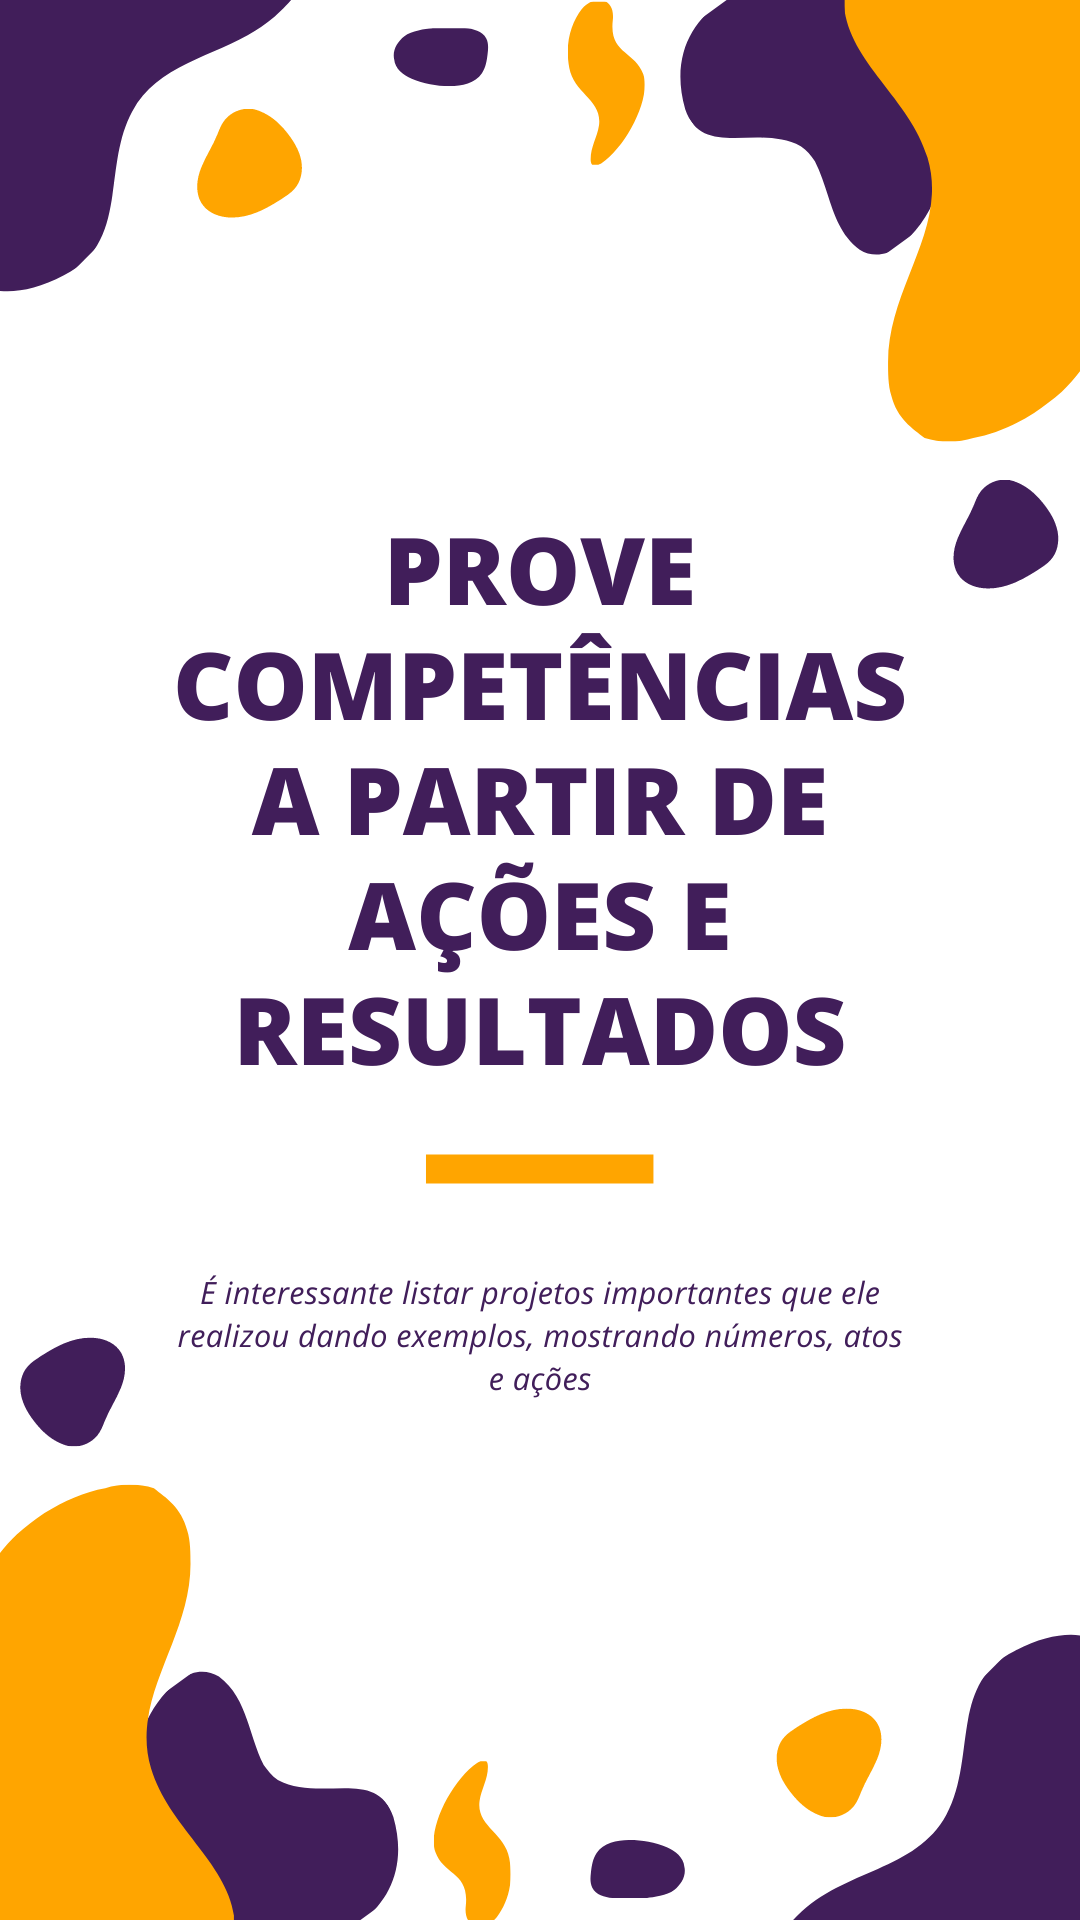 PROVE
COMPETÊNCIAS
A PARTIR DE
AÇÕES E
RESULTADOS
É interessante listar projetos importantes que ele
realizou dando exemplos, mostrando números, atos
e ações